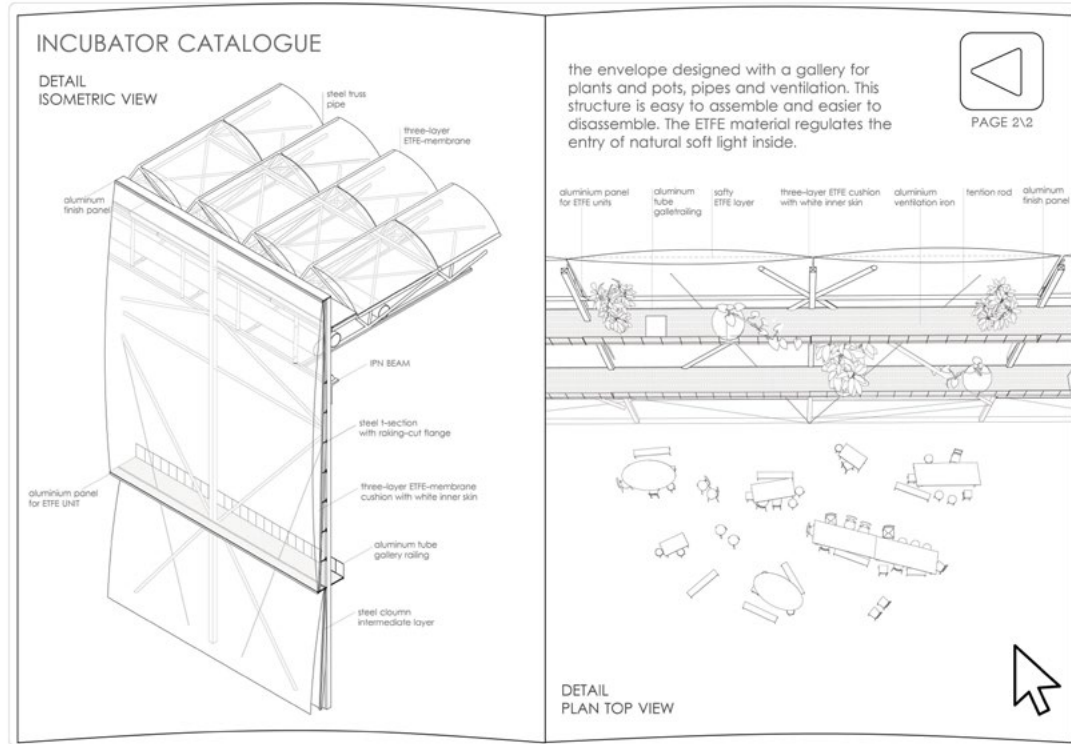 INCUBATOR CATALOGUE
DETAIL
ISOMETRIC VIEW
steel truss
pipe
three-layer
ETFE-membrane
aluminum
finish panel
IPN BEAM
steel t-section
with raking-cut flange
aluminium panel
for ETFE UNIT
three-layer ETFE-membrane
cushion with white inner skin
aluminum tube
gallery railing
steel cloumn
intermediate layer
the envelope designed with a gallery for
plants and pots, pipes and ventilation. This
structure is easy to assemble and easier to
disassemble. The ETFE material regulates the
entry of natural soft light inside.
PAGE 2\2
aluminium panel
for ETFE units
aluminum
tube
galletrailing
safty
ETFE layer
three-layer ETFE cushion
with white inner skin
aluminium
ventilation iron
tention rod
aluminum
finish panel
DETAIL
PLAN TOP VIEW